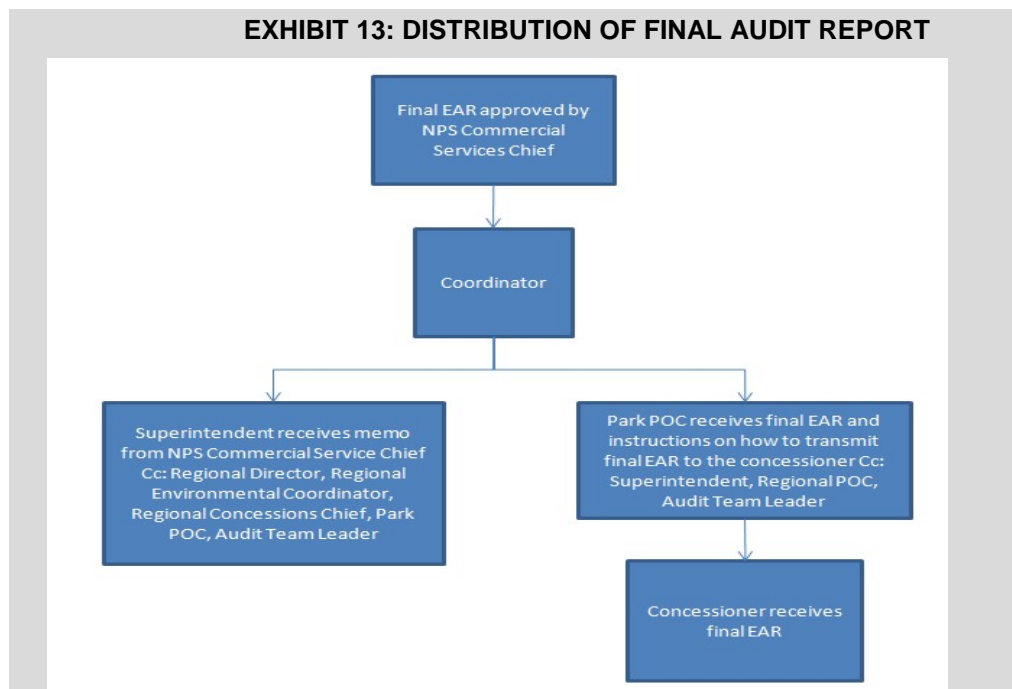 EXHIBIT 13: DISTRIBUTION OF FINAL AUDIT REPORT
Final EAR approved by
NPS Commercial
Services Chief
Coordinator
Superintendent receives memo
from NPS Commercial Service Chief
Cc: Regional Director, Regional
Environmental Coordinator,
Regional Concessions Chief, Park
POC, Audit Team Leader
Park POC receives final EAR and
instructions on how to transmit
final EAR to the concessioner Cc:
Superintendent, Regional POC,
Audit Team Leader
Concessioner receives
final EAR